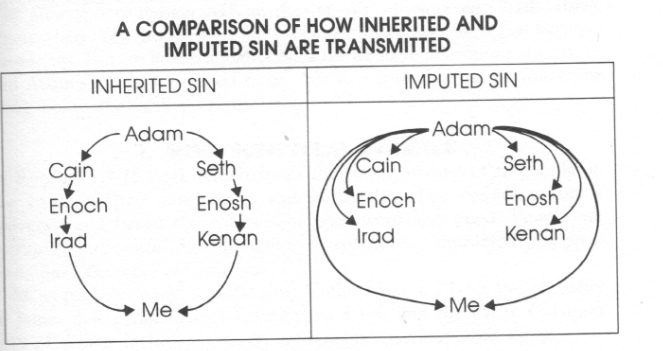 A COMPARISON OF HOW INHERITED AND
IMPUTED SIN ARE TRANSMITTED
INHERITED SIN
IMPUTED SIN
Adam
Cain
Seth
Enoch
Enosh
Irad
Kenan
Me
Adam
Cain
Seth
Enoch
Enosh
Irad
Kenan
Me